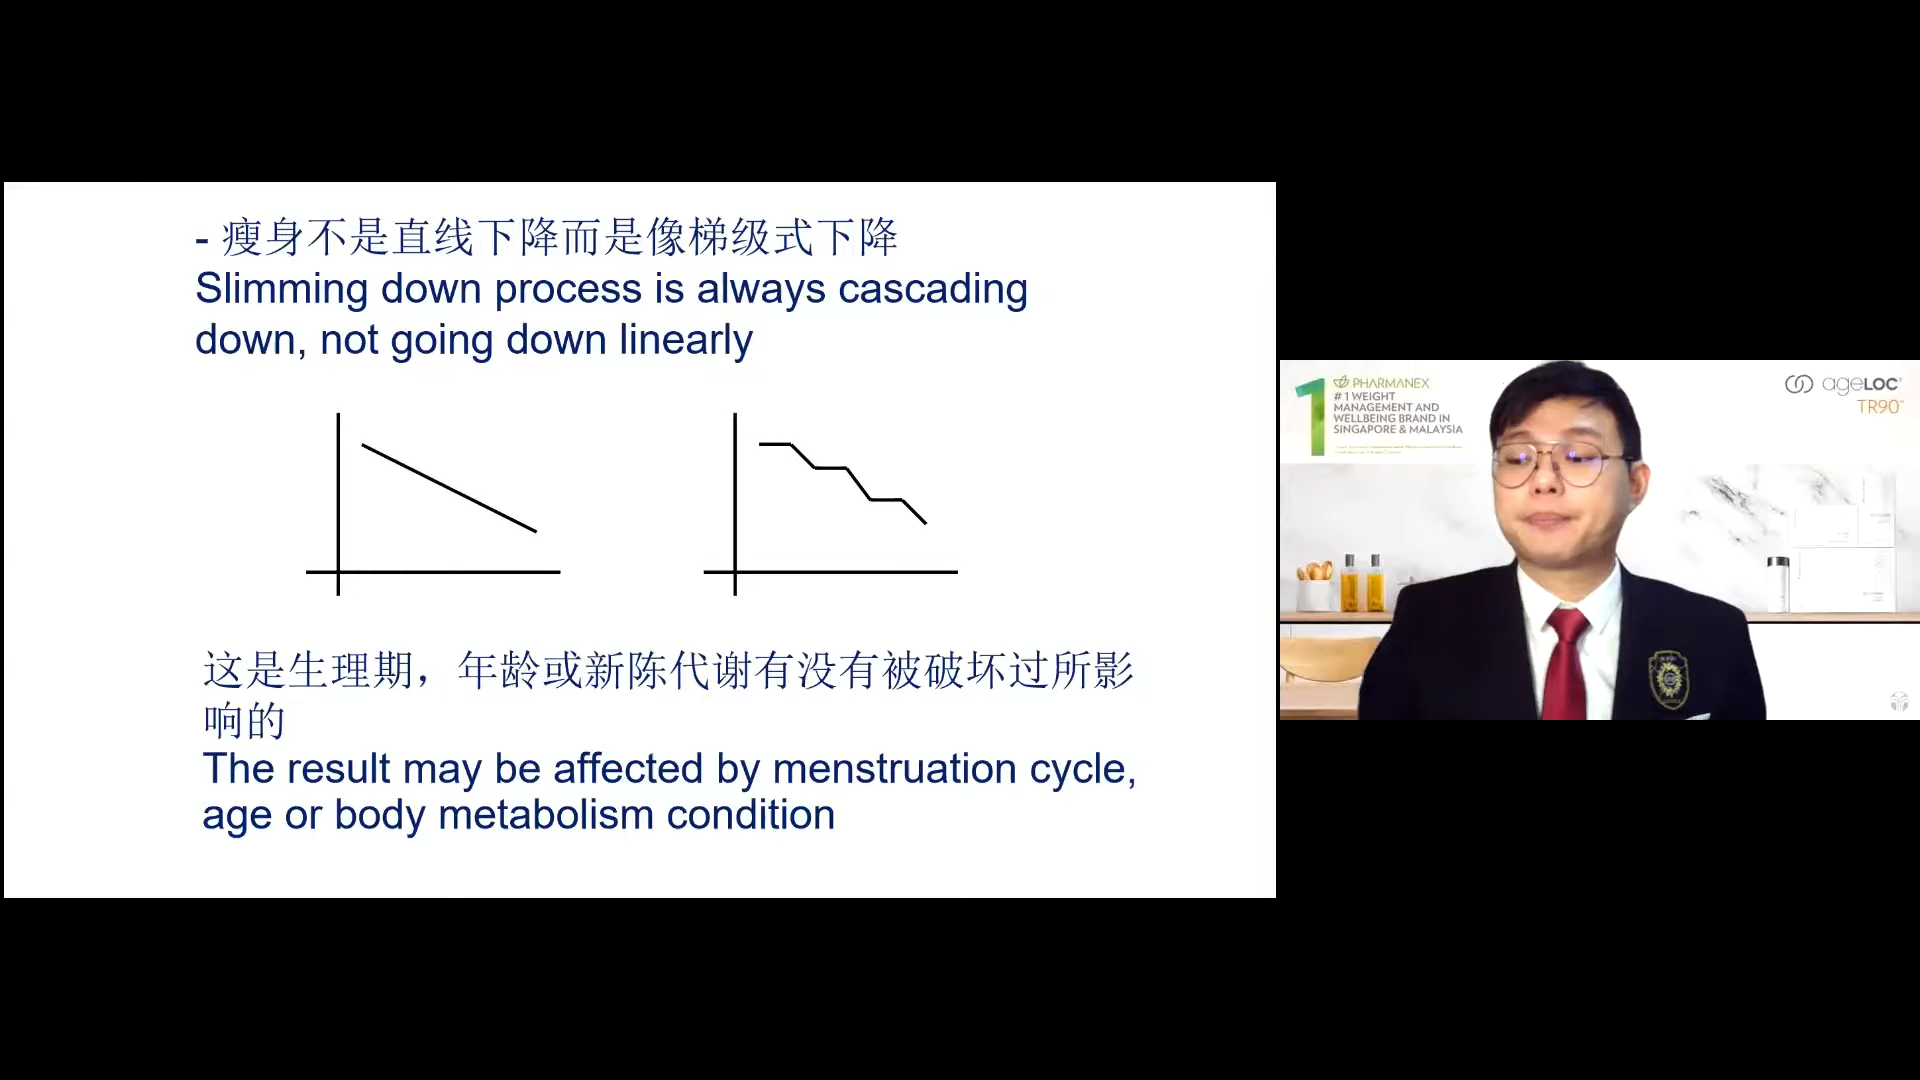 - 瘦身不是直线下降而是像梯级式下降
Slimming down process is always cascading
down, not going down linearly
这是生理期，年龄或新陈代谢有没有被破坏过所影
响的
The result may be affected by menstruation cycle,
age or body metabolism condition
1
PHARMANEX
#1 WEIGHT
MANAGEMENT AND
WELLBEING BRAND IN
SINGAPORE & MALAYSIA
ageLOC
TR90